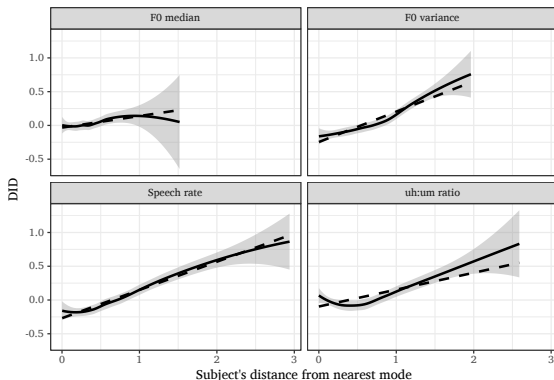 F0 median F0 variance
1.0
0.5
0.0
-0.5
Speech rate uh:um ratio
1.0
0.5
0.0
-0.5
DID
0 1 2 3 0 1 2 3
Subject's distance from nearest mode